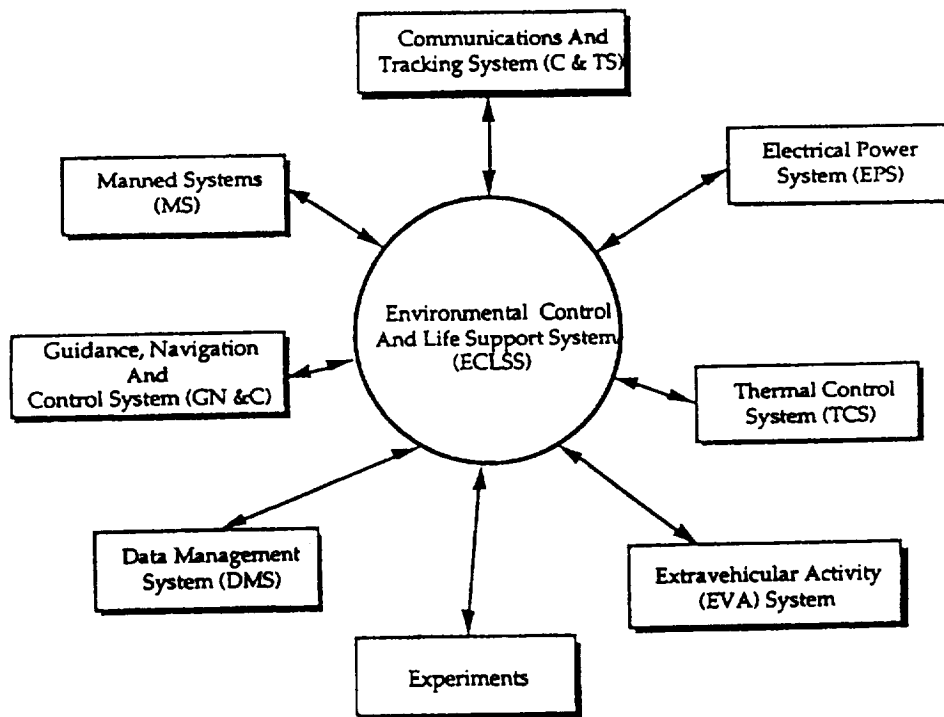 Communications And
Tracking System (C & TS)
Electrical Power
System (EPS)
Manned Systems
(MS)
Environmental Control
And Life Support System
(ECLSS)
Guidance, Navigation
And
Control System (GN &C)
Thermal Control
System (TCS)
Data Management
System (DMS)
Extravehicular Activity
(EVA) System
Experiments